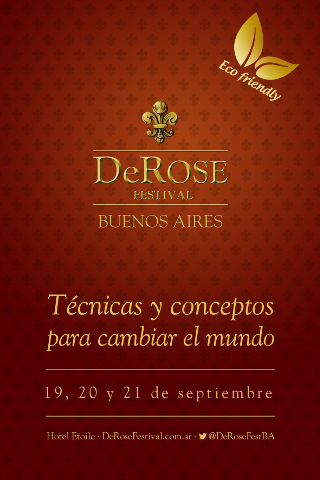 Eco friendly
DeROSE
FESTIVAL
BUENOS AIRES
Técnicas y conceptos
para cambiar el mundo
19, 20 y 21 de septiembre
Hotel Etoile · DeRoseFestival.com.ar · @DeRoseFestBA